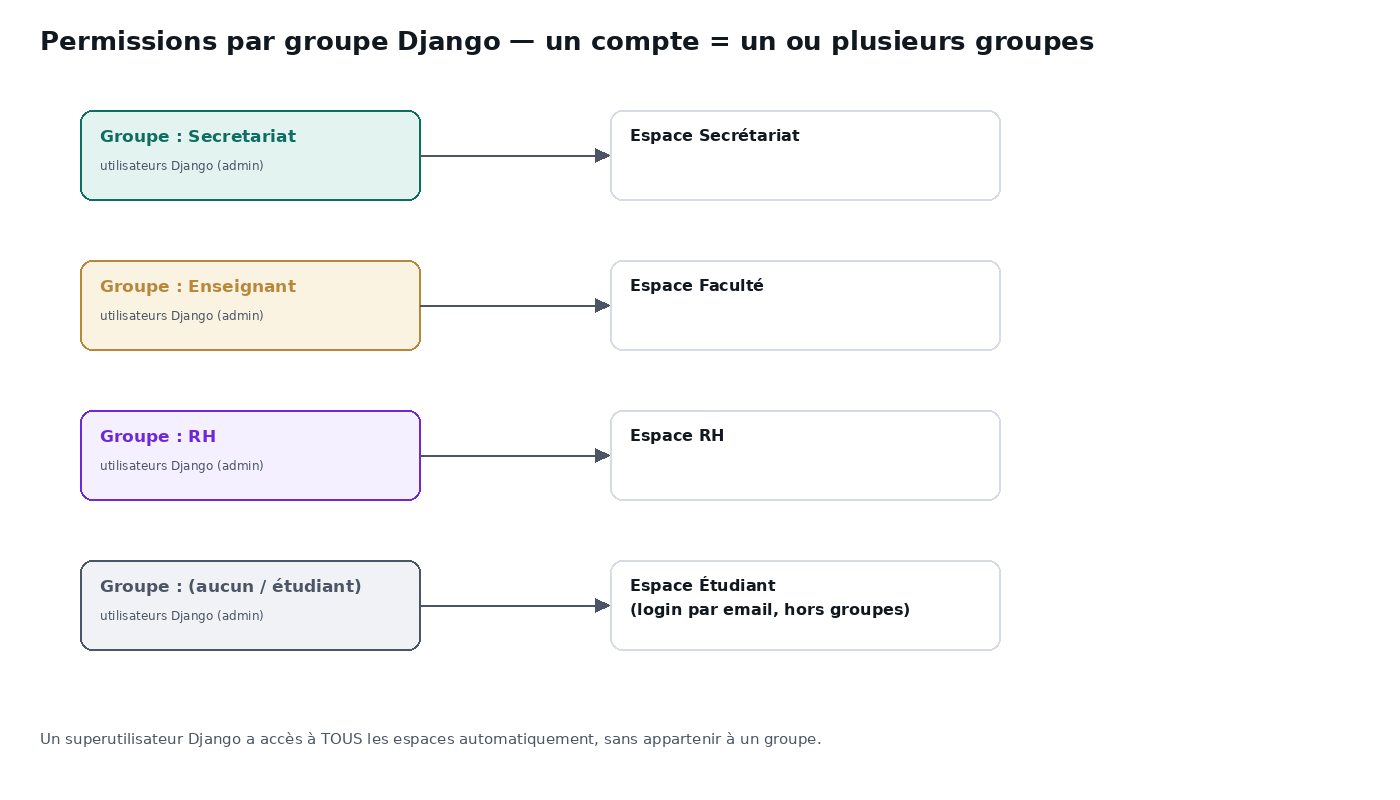 Permissions par groupe Django — un compte = un ou plusieurs groupes
Groupe : Secretariat
utilisateurs Django (admin)
Espace Secrétariat
Groupe : Enseignant
utilisateurs Django (admin)
Espace Faculté
Groupe : RH
utilisateurs Django (admin)
Espace RH
Groupe : (aucun / étudiant)
utilisateurs Django (admin)
Espace Étudiant
(login par email, hors groupes)
Un superutilisateur Django a accès à TOUS les espaces automatiquement, sans appartenir à un groupe.